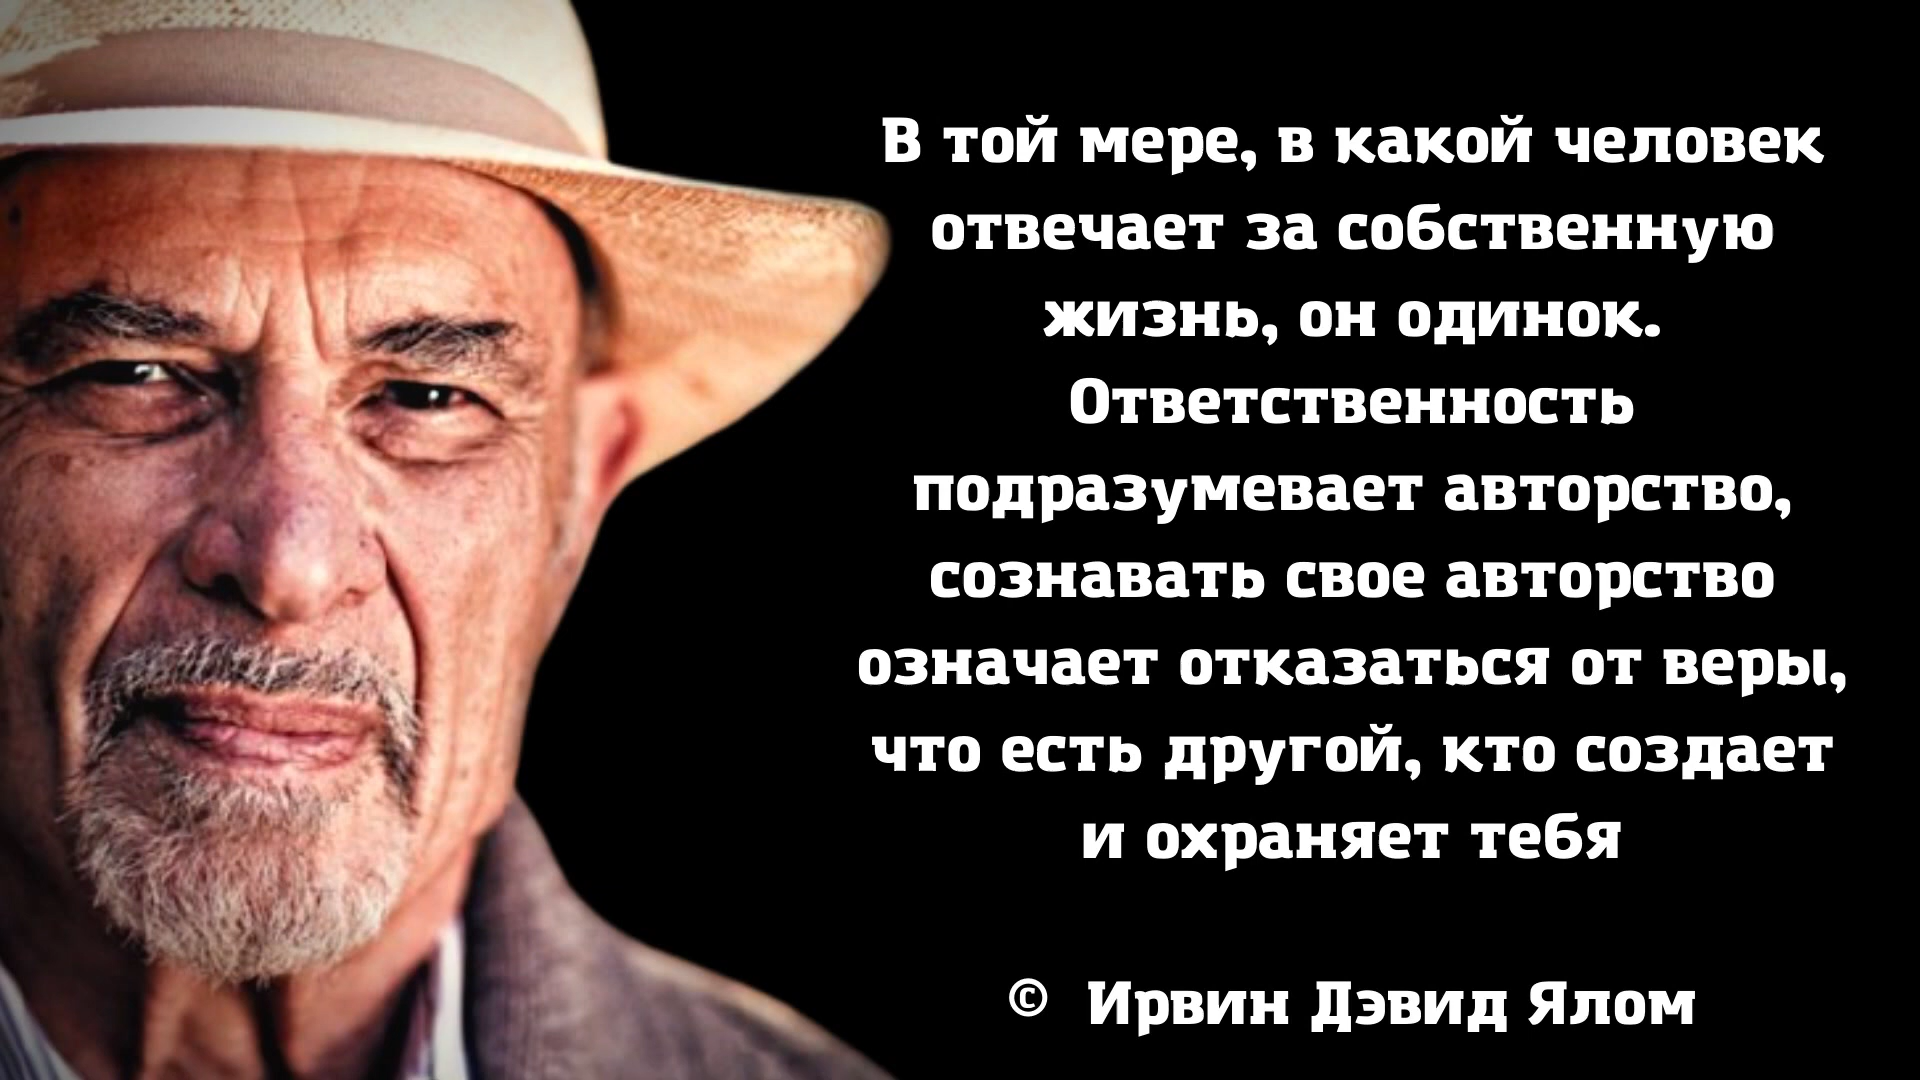 В той мере, в какой человек
отвечает за собственную
жизнь, он одинок.
Ответственность
подразумевает авторство,
сознавать свое авторство
означает отказаться от веры,
что есть другой, кто создает
и охраняет тебя
© Ирвин Дэвид Ялом